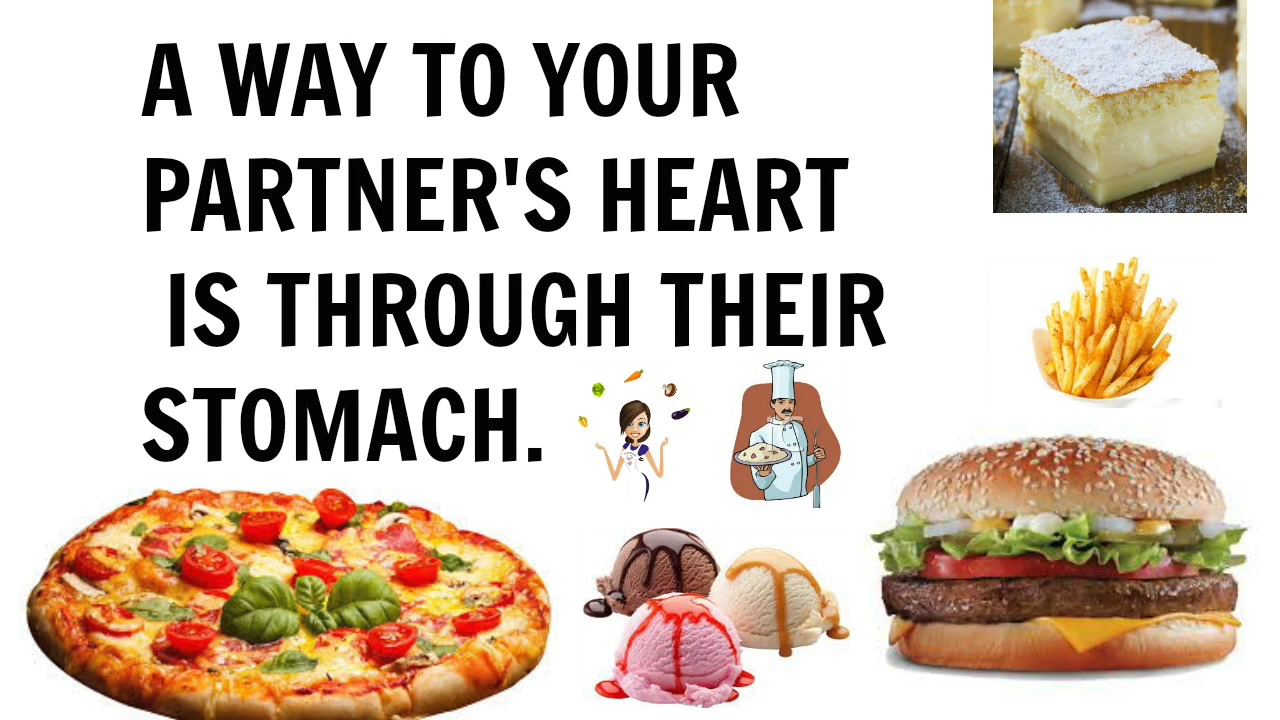 A WAY TO YOUR
PARTNER'S HEART
IS THROUGH THEIR
STOMACH.